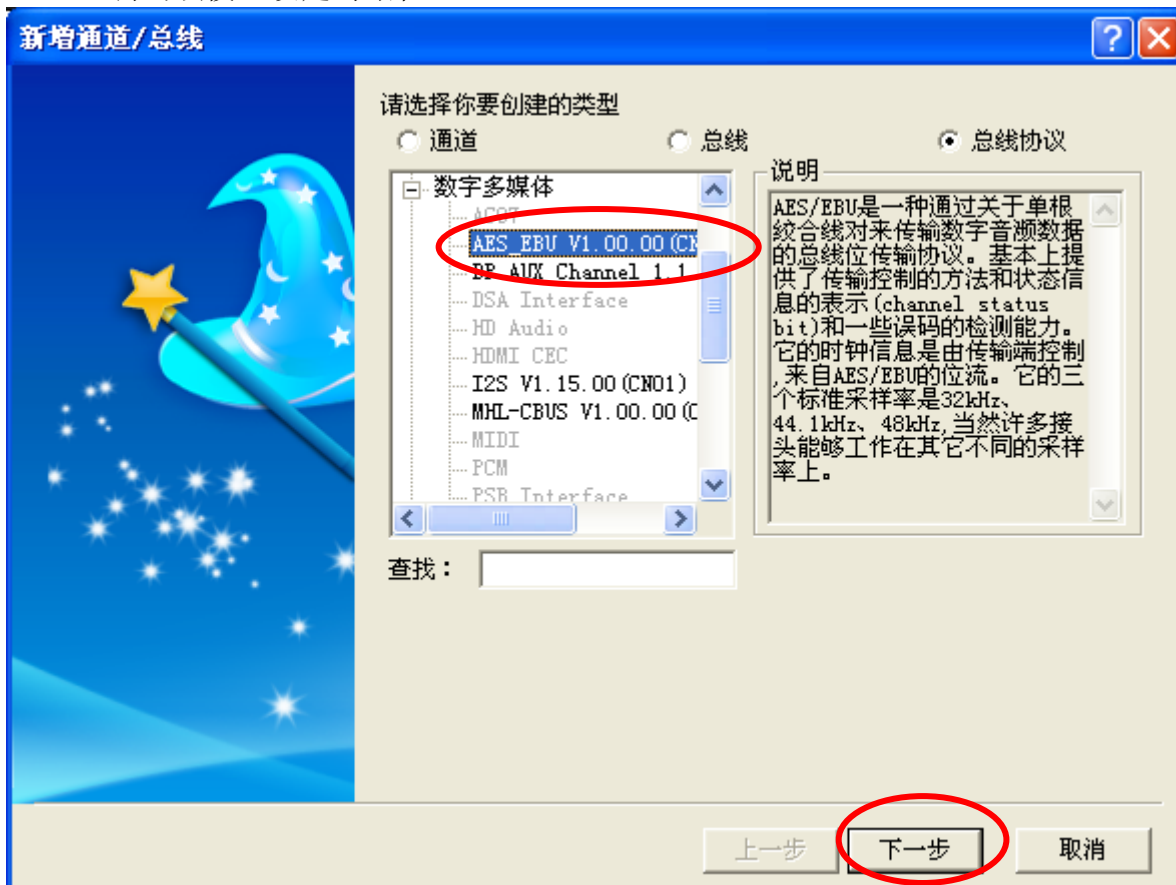 新增通道/总线
请选择你要创建的类型
通道 总线 总线协议
数字多媒体
AC97
AES_EBU V1.00.00(CN
DP AUX Channel 1.1
DSA Interface
HD Audio
HDMI CEC
I2S V1.15.00(CN01)
MHL-CBUS V1.00.00(C
MIDI
PCM
PSB Interface
说明
AES/EBU是一种通过关于单根
绞合线对来传输数字音频数据
的总线位传输协议。基本上提
供了传输控制的方法和状态信
息的表示(channel status
bit)和一些误码的检测能力。
它的时钟信息是由传输端控制
,来自AES/EBU的位流。它的三
个标准采样率是32kHz、
44.1kHz、48kHz,当然许多接
头能够工作在其它不同的采样
率上。
查找：
上一步 下一步 取消